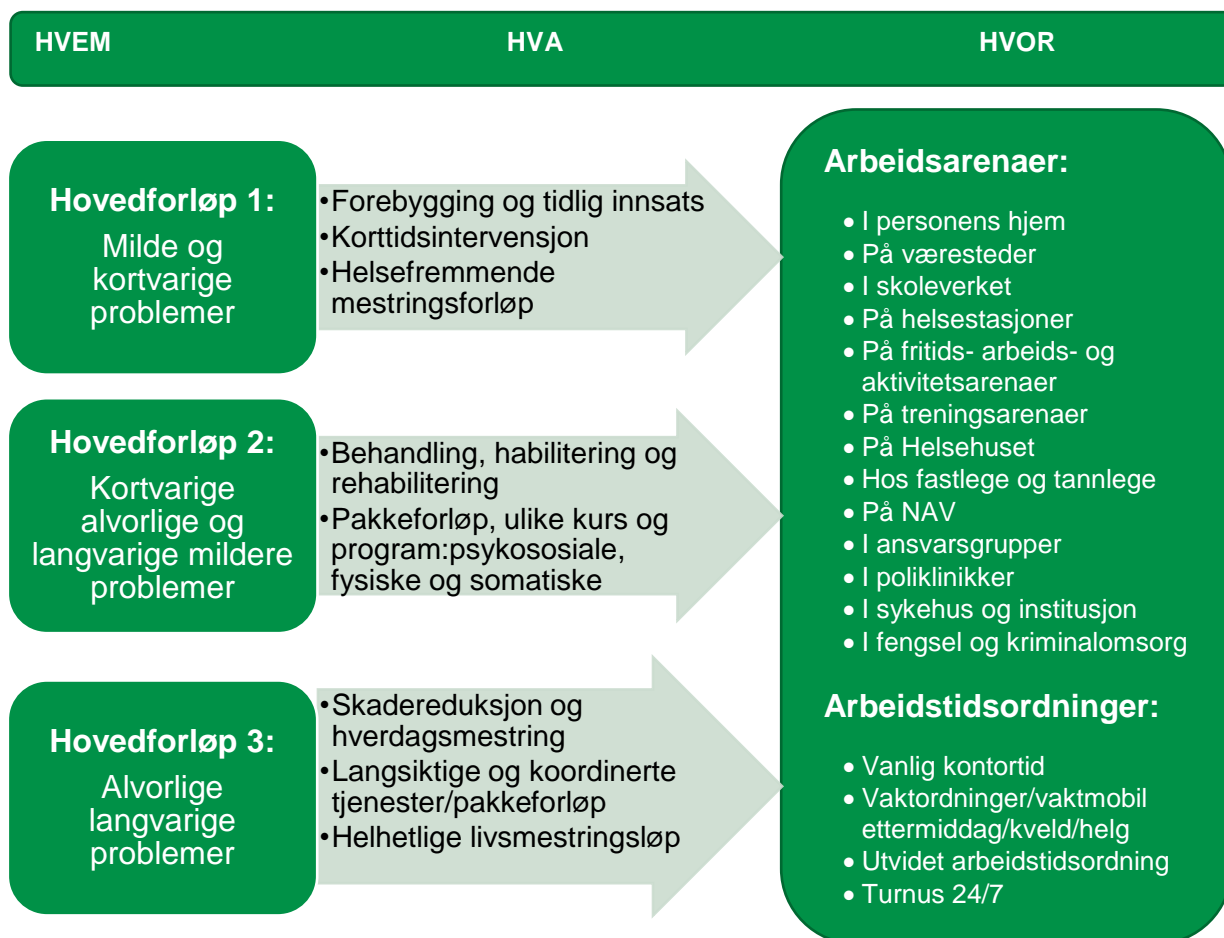 HVEM HVA HVOR
Hovedforløp 1:
Milde og
kortvarige
problemer
•Forebygging og tidlig innsats
•Korttidsintervensjon
•Helsefremmende
mestringsforløp
Hovedforløp 2:
Kortvarige
alvorlige og
langvarige mildere
problemer
•Behandling, habilitering og
rehabilitering
•Pakkeforløp, ulike kurs og
program:psykososiale,
fysiske og somatiske
Hovedforløp 3:
Alvorlige
langvarige
problemer
•Skadereduksjon og
hverdagsmestring
•Langsiktige og koordinerte
tjenester/pakkeforløp
•Helhetlige livsmestringsløp
Arbeidsarenaer:
• I personens hjem
• På væresteder
• I skoleverket
• På helsestasjoner
• På fritids- arbeids- og
aktivitetsarenaer
• På treningsarenaer
• På Helsehuset
• Hos fastlege og tannlege
• På NAV
• I ansvarsgrupper
• I poliklinikker
• I sykehus og institusjon
• I fengsel og kriminalomsorg
Arbeidstidsordninger:
• Vanlig kontortid
• Vaktordninger/vaktmobil
ettermiddag/kveld/helg
• Utvidet arbeidstidsordning
• Turnus 24/7